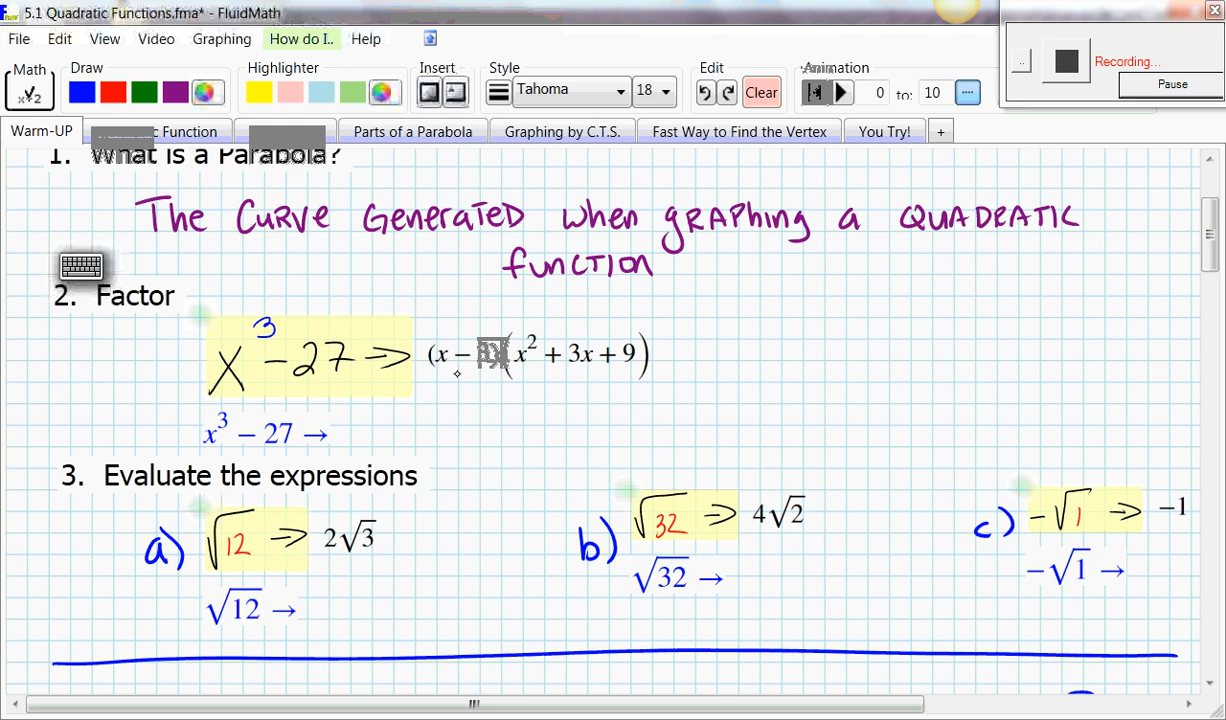 5.1 Quadratic Functions.fma* - FluidMath
File Edit View Video Graphing How do I.. Help
Math Draw Highlighter Insert Style Edit Animation
Tahoma 18 Clear 0 to: 10
.. Recording...
Pause
Warm-UP Function Parts of a Parabola Graphing by C.T.S. Fast Way to Find the Vertex You Try! +
1. What is a Parabola?
The Curve Generated when graphing a QUADRATIC
function
2. Factor
x³ - 27 ⇒ (x - (x² + 3x + 9)
x³ - 27 →
3. Evaluate the expressions
a) √12 ⇒ 2√3 b) √32 ⇒ 4√2 c) -√1 ⇒ -1
√12 → √32 → -√1 →